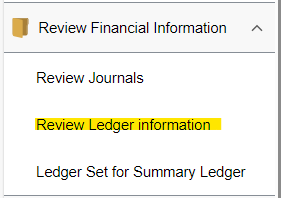 Review Financial Information
Review Journals
Review Ledger information
Ledger Set for Summary Ledger